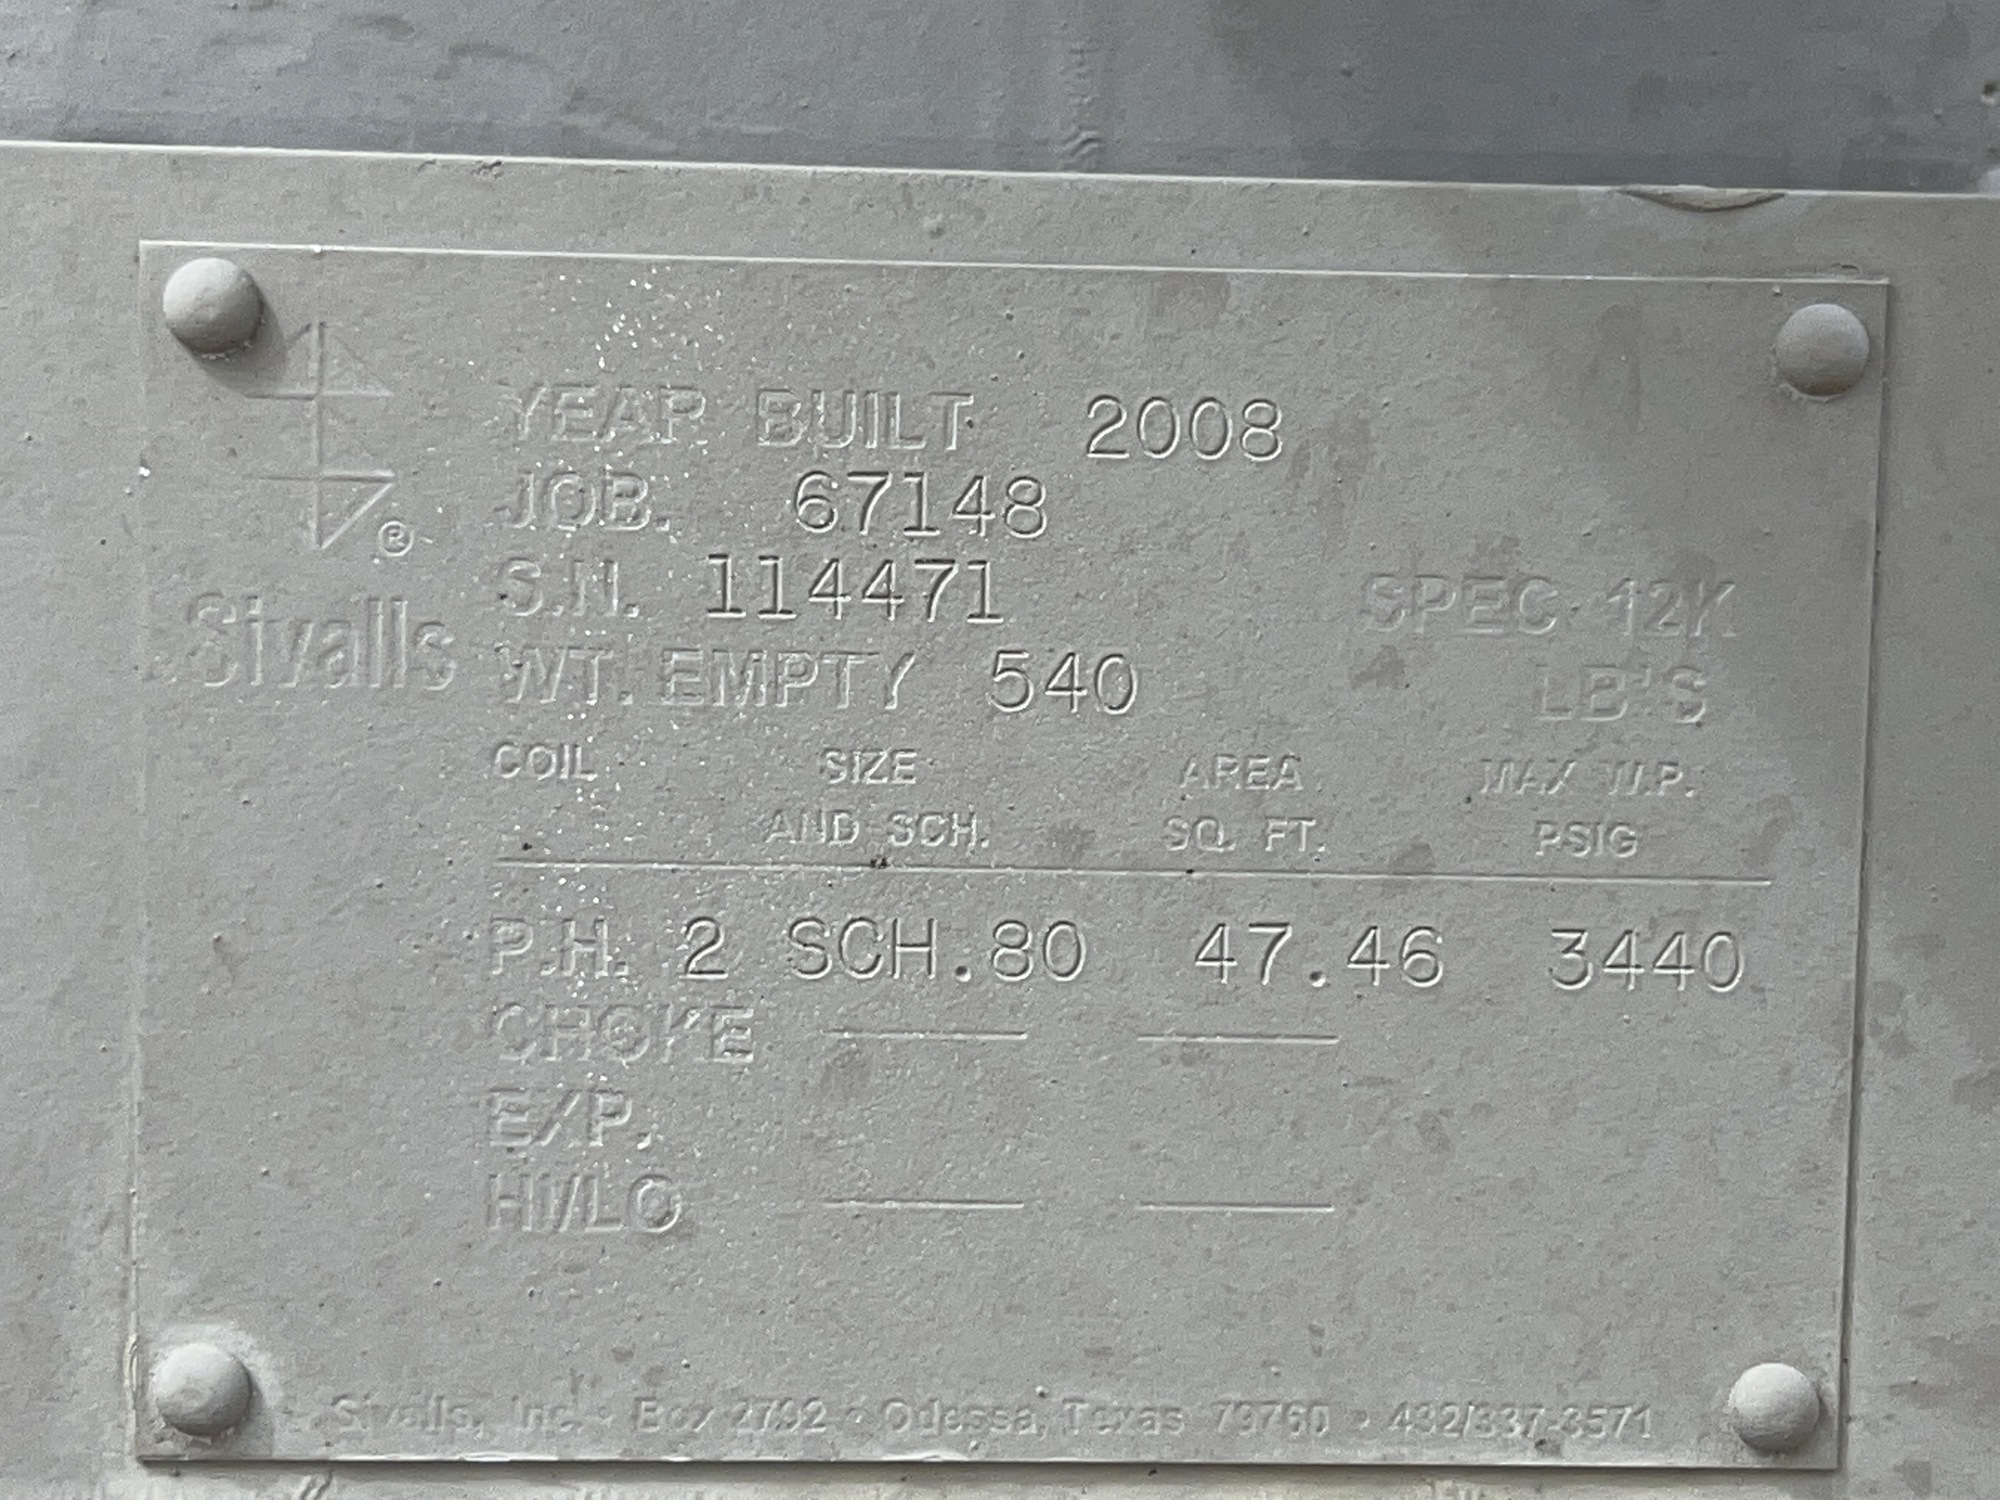 YEAR BUILT 2008
JOB. 67148
®
S.N. 114471 SPEC 12K
Sivalls
WT. EMPTY 540 LB'S
COIL SIZE AREA MAX W.P.
AND SCH. SQ. FT. PSIG
P.H. 2 SCH.80 47.46 3440
CHOKE
EXP.
HI/LO
Sivalls, Inc. • Box 2792 • Odessa, Texas 79760 • 432/337-3571